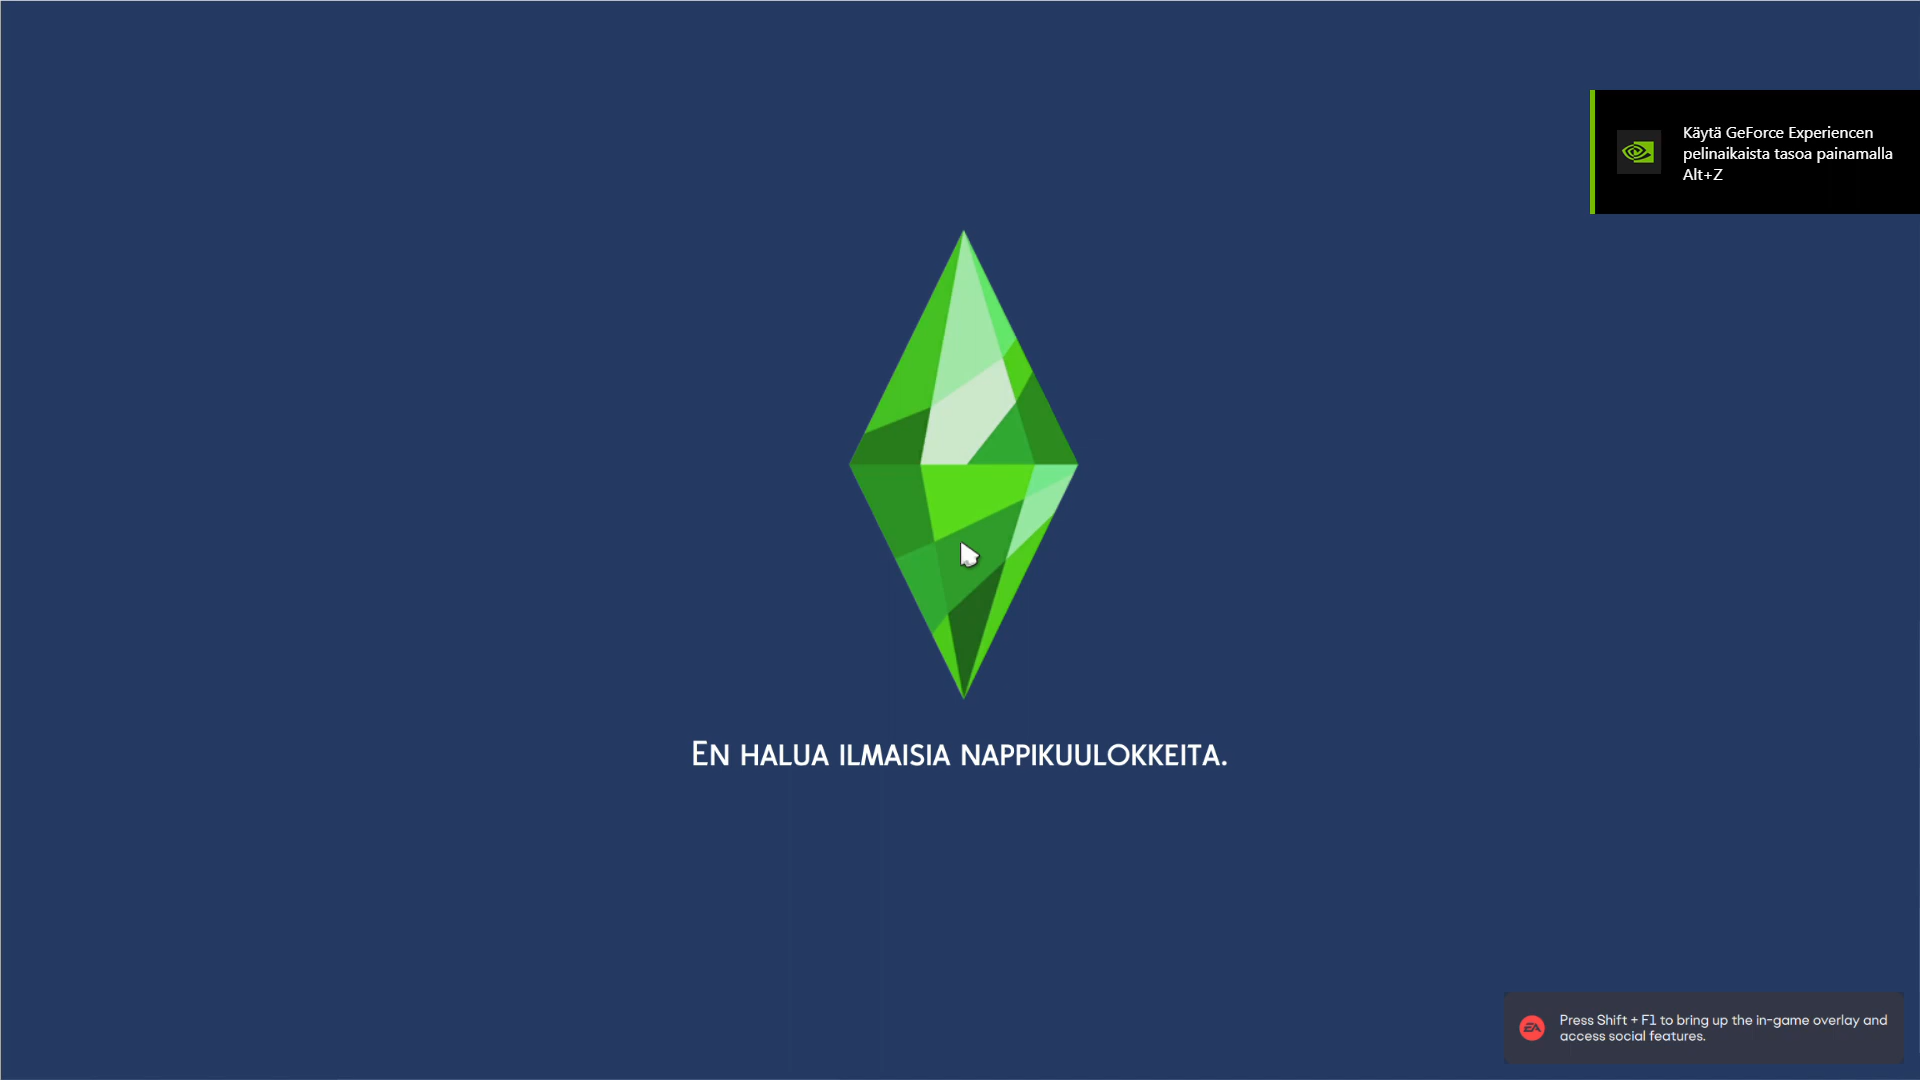 Käytä GeForce Experiencen
pelinaikaista tasoa painamalla
Alt+Z
En halua ilmaisia nappikuulokkeita.
EA
Press Shift + F1 to bring up the in-game overlay and
access social features.